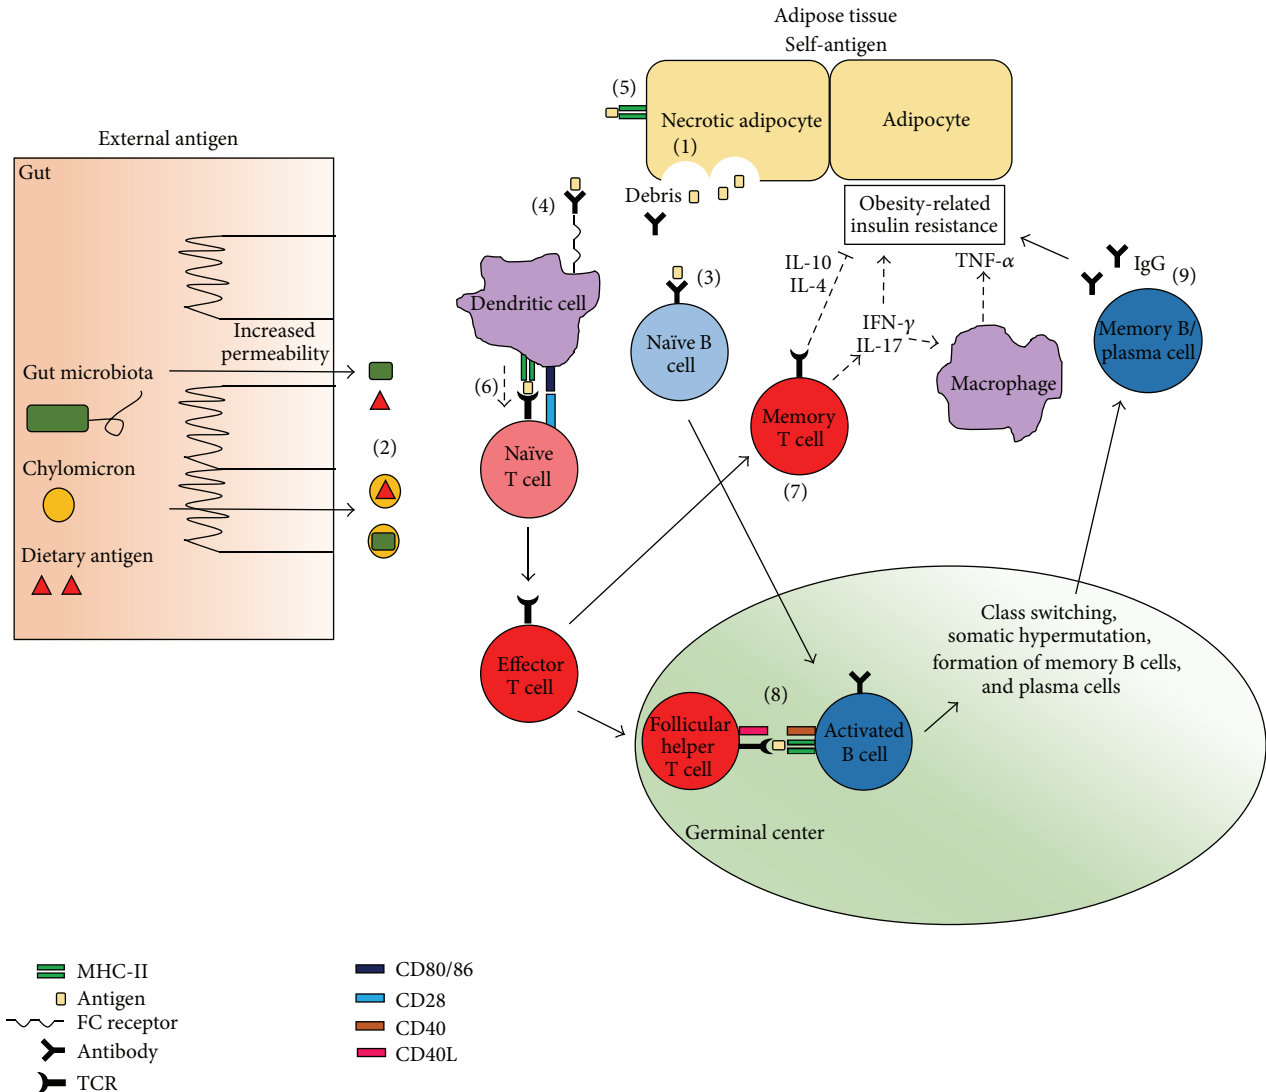 Adipose tissue
Self-antigen
(5)
Necrotic adipocyte
(1)
Adipocyte
Debris
External antigen
Gut
Increased
permeability
Gut microbiota
(2)
Chylomicron
Dietary antigen
(4)
Dendritic cell
(6)
Naïve
T cell
Effector
T cell
(3)
Naïve B
cell
Obesity-related
insulin resistance
IL-10
IL-4
IFN-γ
IL-17
TNF-α
Memory
T cell
(7)
Macrophage
IgG
(9)
Memory B/
plasma cell
Class switching,
somatic hypermutation,
formation of memory B cells,
and plasma cells
(8)
Follicular
helper
T cell
Activated
B cell
Germinal center
MHC-II
Antigen
FC receptor
Antibody
TCR
CD80/86
CD28
CD40
CD40L